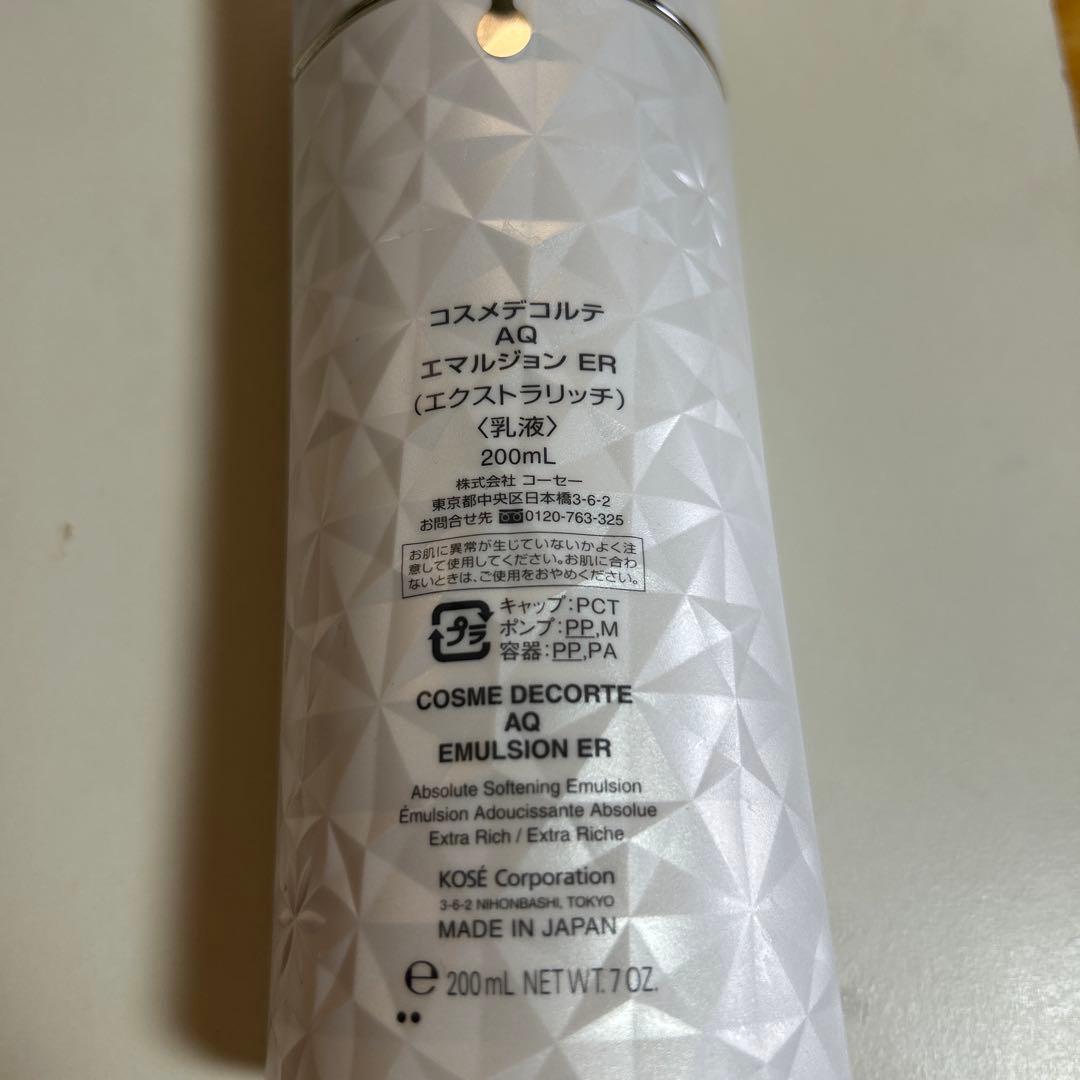 コスメデコルテ
AQ
エマルジョン ER
(エクストラリッチ)
〈乳液〉
200mL
株式会社 コーセー
東京都中央区日本橋3-6-2
お問合せ先 0120-763-325
お肌に異常が生じていないかよく注
意して使用してください。お肌に合わ
ないときは、ご使用をおやめください。
プラ
キャップ:PCT
ポンプ:PP,M
容器:PP,PA
COSME DECORTE
AQ
EMULSION ER
Absolute Softening Emulsion
Émulsion Adoucissante Absolue
Extra Rich / Extra Riche
KOSÉ Corporation
3-6-2 NIHONBASHI, TOKYO
MADE IN JAPAN
℮ 200mL NET WT. 7 OZ.